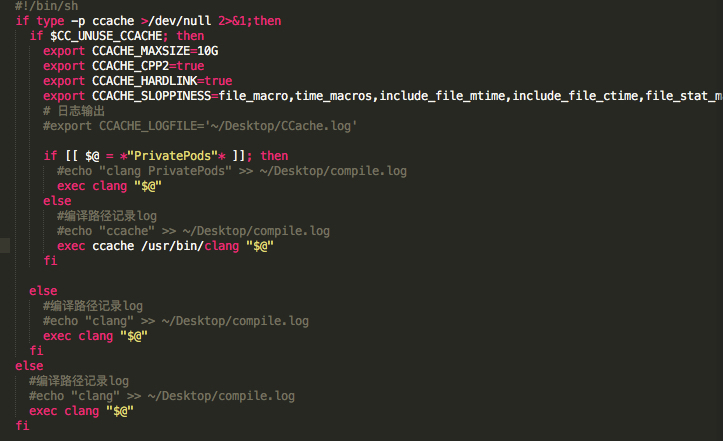 #!/bin/sh
if type -p ccache >/dev/null 2>&1;then
  if $CC_UNUSE_CCACHE; then
    export CCACHE_MAXSIZE=10G
    export CCACHE_CPP2=true
    export CCACHE_HARDLINK=true
    export CCACHE_SLOPPINESS=file_macro,time_macros,include_file_mtime,include_file_ctime,file_stat_m
    # 日志输出
    #export CCACHE_LOGFILE='~/Desktop/CCache.log'
    if [[ $@ = *"PrivatePods"* ]]; then
      #echo "clang PrivatePods" >> ~/Desktop/compile.log
      exec clang "$@"
    else
      #编译路径记录log
      #echo "ccache" >> ~/Desktop/compile.log
      exec ccache /usr/bin/clang "$@"
    fi
  else
    #编译路径记录log
    #echo "clang" >> ~/Desktop/compile.log
    exec clang "$@"
  fi
else
  #编译路径记录log
  #echo "clang" >> ~/Desktop/compile.log
  exec clang "$@"
fi